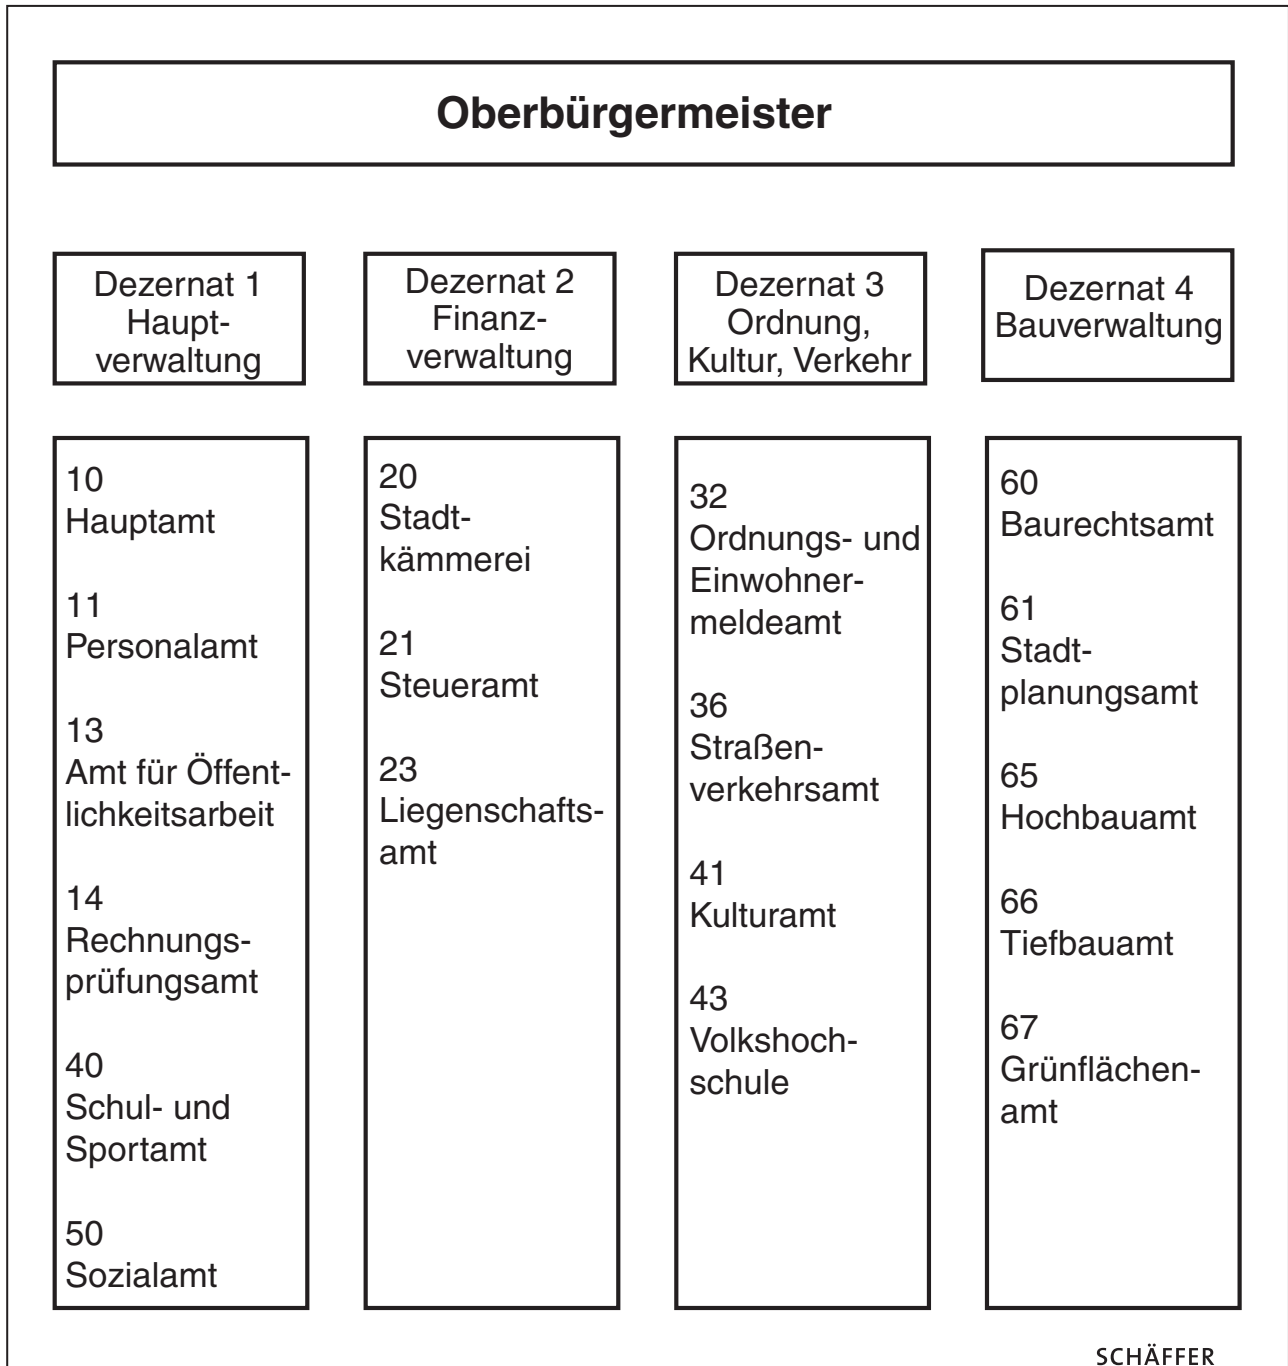 Oberbürgermeister
Dezernat 1
Haupt-
verwaltung
Dezernat 2
Finanz-
verwaltung
Dezernat 3
Ordnung,
Kultur, Verkehr
Dezernat 4
Bauverwaltung
10
Hauptamt
11
Personalamt
13
Amt für Öffent-
lichkeitsarbeit
14
Rechnungs-
prüfungsamt
40
Schul- und
Sportamt
50
Sozialamt
20
Stadt-
kämmerei
21
Steueramt
23
Liegenschafts-
amt
32
Ordnungs- und
Einwohner-
meldeamt
36
Straßen-
verkehrsamt
41
Kulturamt
43
Volkshoch-
schule
60
Baurechtsamt
61
Stadt-
planungsamt
65
Hochbauamt
66
Tiefbauamt
67
Grünflächen-
amt
SCHÄFFER